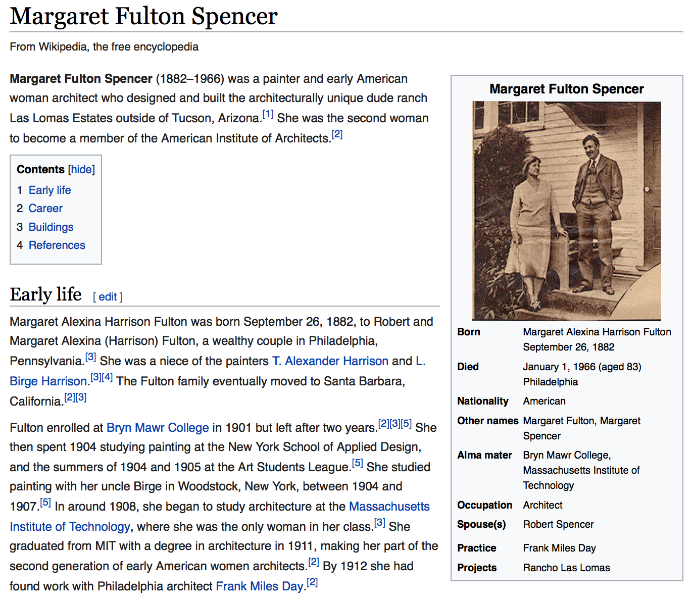 Margaret Fulton Spencer
From Wikipedia, the free encyclopedia
Margaret Fulton Spencer (1882–1966) was a painter and early American
woman architect who designed and built the architecturally unique dude ranch
Las Lomas Estates outside of Tucson, Arizona.[1] She was the second woman
to become a member of the American Institute of Architects.[2]
Contents [hide]
1 Early life
2 Career
3 Buildings
4 References
Early life [ edit ]
Margaret Alexina Harrison Fulton was born September 26, 1882, to Robert and
Margaret Alexina (Harrison) Fulton, a wealthy couple in Philadelphia,
Pennsylvania.[3] She was a niece of the painters T. Alexander Harrison and L.
Birge Harrison.[3][4] The Fulton family eventually moved to Santa Barbara,
California.[2][3]
Fulton enrolled at Bryn Mawr College in 1901 but left after two years.[2][3][5] She
then spent 1904 studying painting at the New York School of Applied Design,
and the summers of 1904 and 1905 at the Art Students League.[5] She studied
painting with her uncle Birge in Woodstock, New York, between 1904 and
1907.[5] In around 1908, she began to study architecture at the Massachusetts
Institute of Technology, where she was the only woman in her class.[3] She
graduated from MIT with a degree in architecture in 1911, making her part of the
second generation of early American women architects.[2] By 1912 she had
found work with Philadelphia architect Frank Miles Day.[2]
Margaret Fulton Spencer
Born Margaret Alexina Harrison Fulton
September 26, 1882
Died January 1, 1966 (aged 83)
Philadelphia
Nationality American
Other names Margaret Fulton, Margaret
Spencer
Alma mater Bryn Mawr College,
Massachusetts Institute of
Technology
Occupation Architect
Spouse(s) Robert Spencer
Practice Frank Miles Day
Projects Rancho Las Lomas